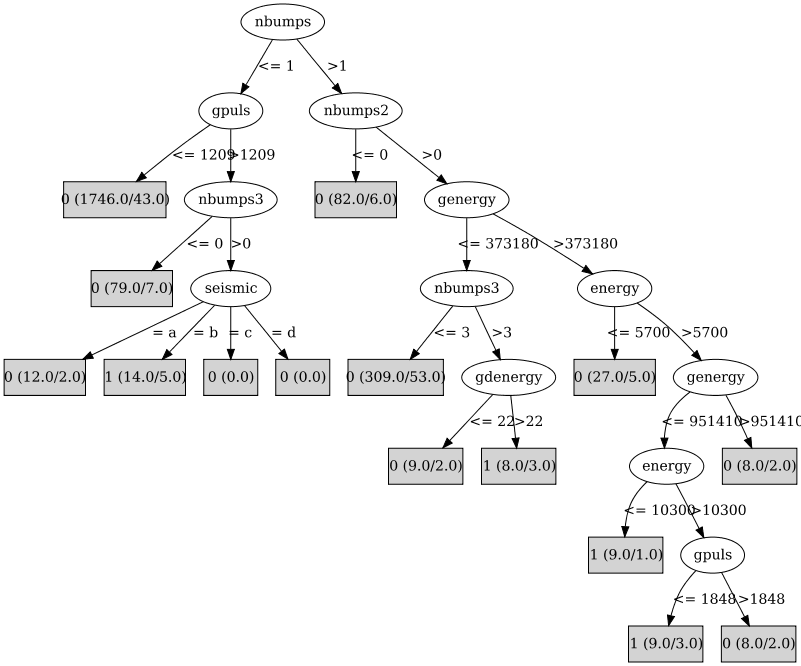 nbumps
<= 1
>1
gpuls
nbumps2
<= 1209
>1209
<= 0
>0
0 (1746.0/43.0)
nbumps3
0 (82.0/6.0)
genergy
<= 0
>0
<= 373180
>373180
0 (79.0/7.0)
seismic
nbumps3
energy
= a
= b
= c
= d
<= 3
>3
<= 5700
>5700
0 (12.0/2.0)
1 (14.0/5.0)
0 (0.0)
0 (0.0)
0 (309.0/53.0)
gdenergy
0 (27.0/5.0)
genergy
<= 22
>22
<= 951410
>951410
0 (9.0/2.0)
1 (8.0/3.0)
energy
0 (8.0/2.0)
<= 10300
>10300
1 (9.0/1.0)
gpuls
<= 1848
>1848
1 (9.0/3.0)
0 (8.0/2.0)